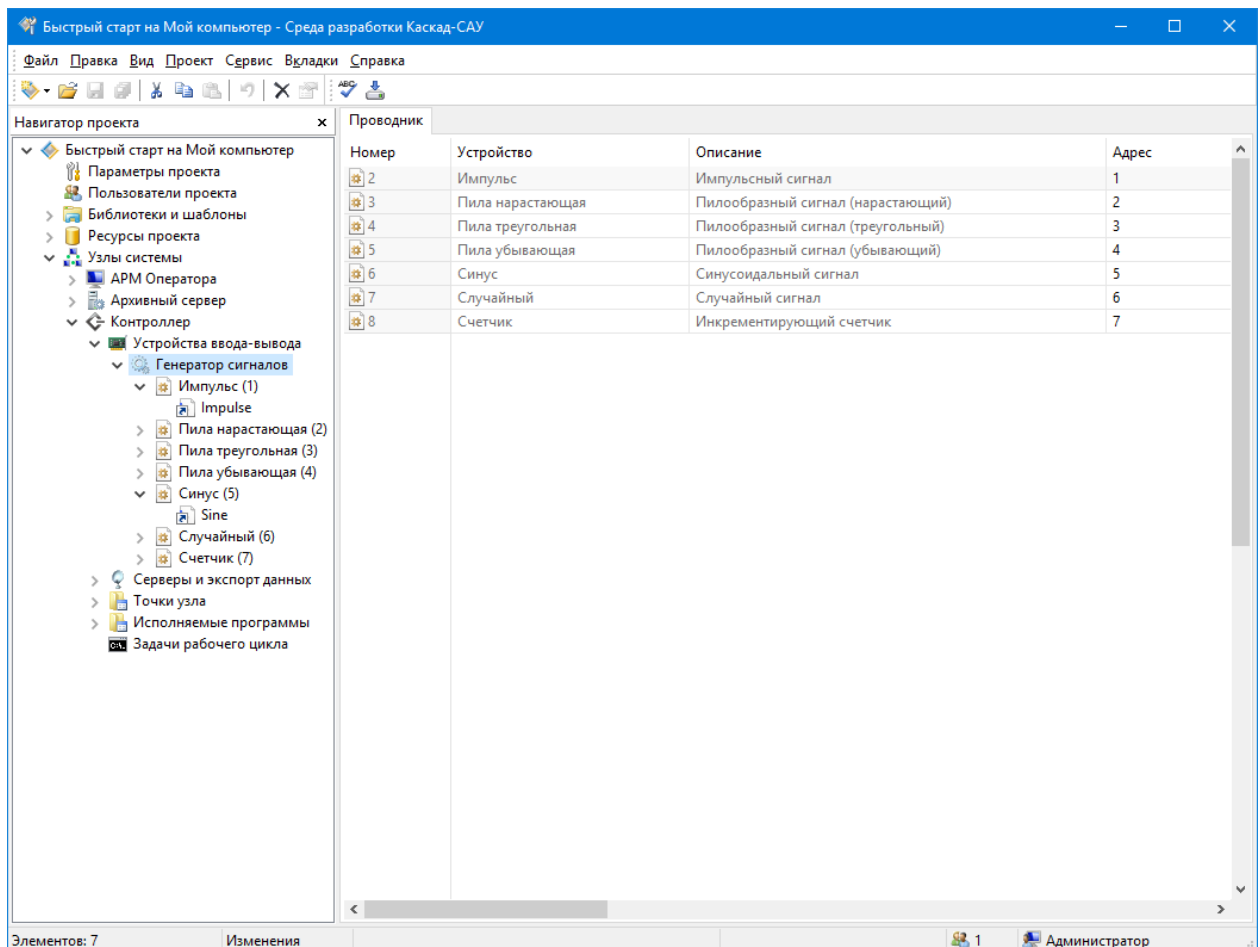 Быстрый старт на Мой компьютер - Среда разработки Каскад-САУ
Файл Правка Вид Проект Сервис Вкладки Справка
ABC
Навигатор проекта x
Быстрый старт на Мой компьютер
Параметры проекта
Пользователи проекта
Библиотеки и шаблоны
Ресурсы проекта
Узлы системы
АРМ Оператора
Архивный сервер
Контроллер
Устройства ввода-вывода
Генератор сигналов
Импульс (1)
Impulse
Пила нарастающая (2)
Пила треугольная (3)
Пила убывающая (4)
Синус (5)
Sine
Случайный (6)
Счетчик (7)
Серверы и экспорт данных
Точки узла
Исполняемые программы
Задачи рабочего цикла
Проводник
Номер Устройство Описание Адрес
2 Импульс Импульсный сигнал 1
3 Пила нарастающая Пилообразный сигнал (нарастающий) 2
4 Пила треугольная Пилообразный сигнал (треугольный) 3
5 Пила убывающая Пилообразный сигнал (убывающий) 4
6 Синус Синусоидальный сигнал 5
7 Случайный Случайный сигнал 6
8 Счетчик Инкрементирующий счетчик 7
Элементов: 7 Изменения 1 Администратор